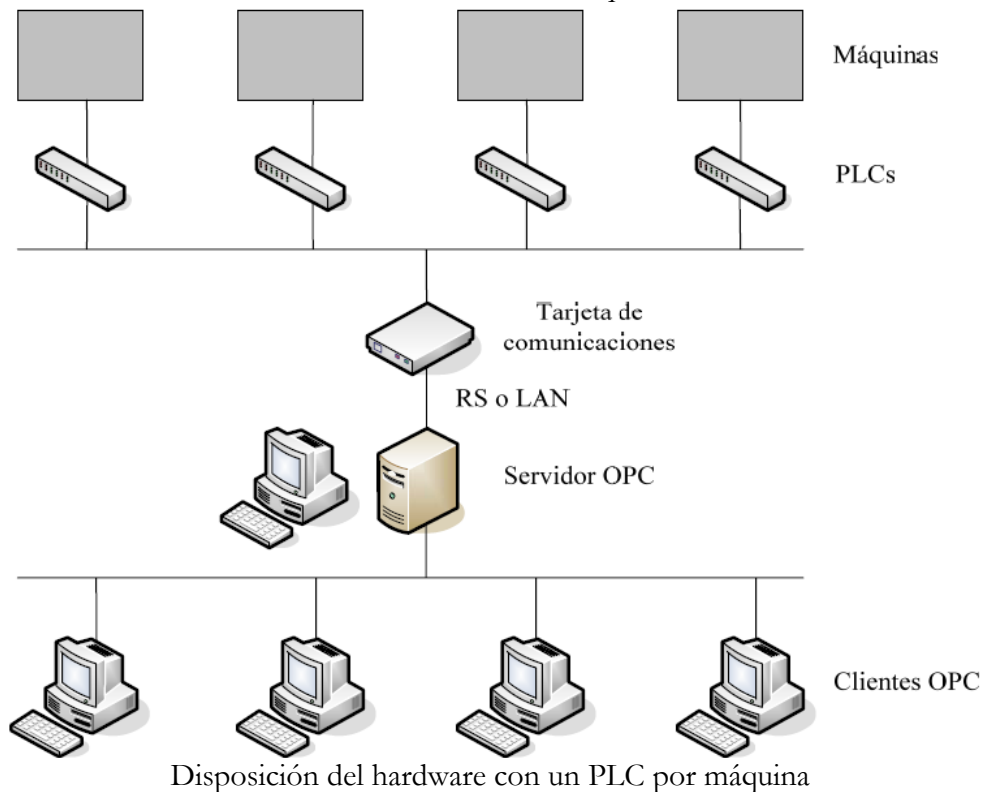 Máquinas
PLCs
Tarjeta de
comunicaciones
RS o LAN
Servidor OPC
Clientes OPC
Disposición del hardware con un PLC por máquina